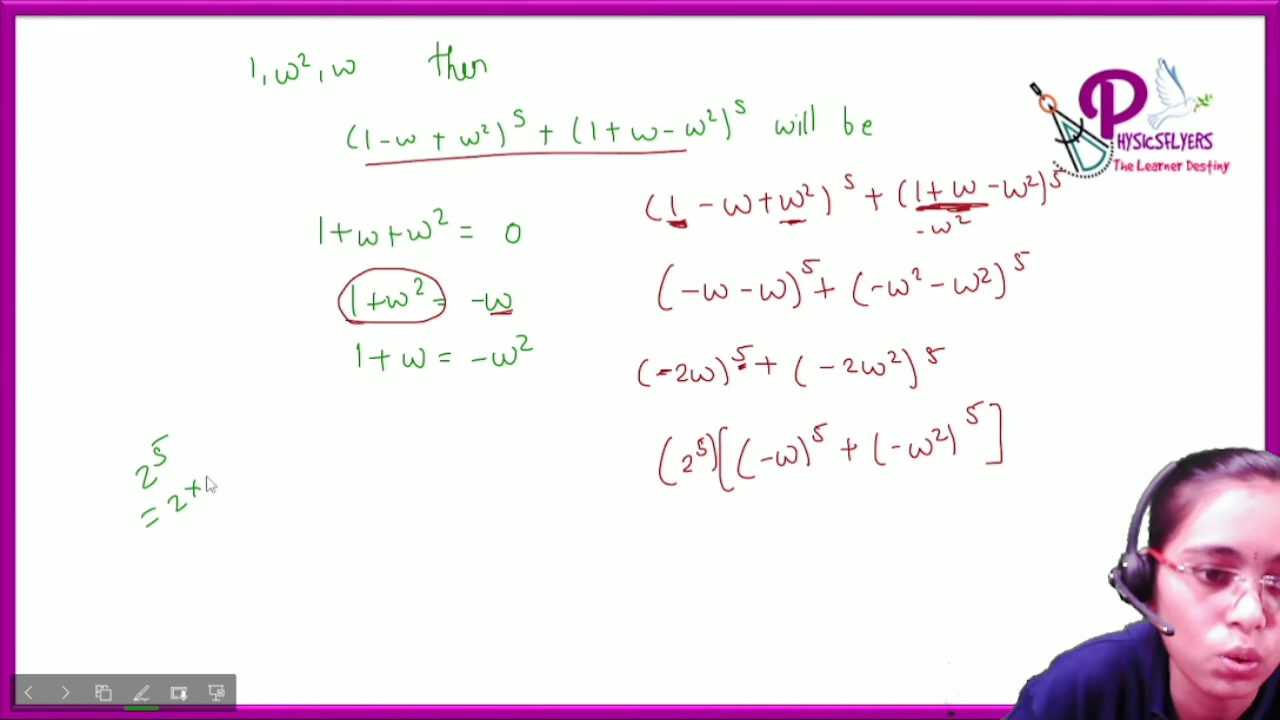 1, ω², ω then
(1 - ω + ω²)⁵ + (1 + ω - ω²)⁵ will be
PHYSICSFLYERS
The Learner Destiny
1 + ω + ω² = 0
1 + ω² = -ω
1 + ω = -ω²
(1 - ω + ω²)⁵ + (1 + ω - ω²)⁵
-ω²
(-ω - ω)⁵ + (-ω² - ω²)⁵
(-2ω)⁵ + (-2ω²)⁵
(2⁵)[(-ω)⁵ + (-ω²)⁵]
2⁵
= 2 ×